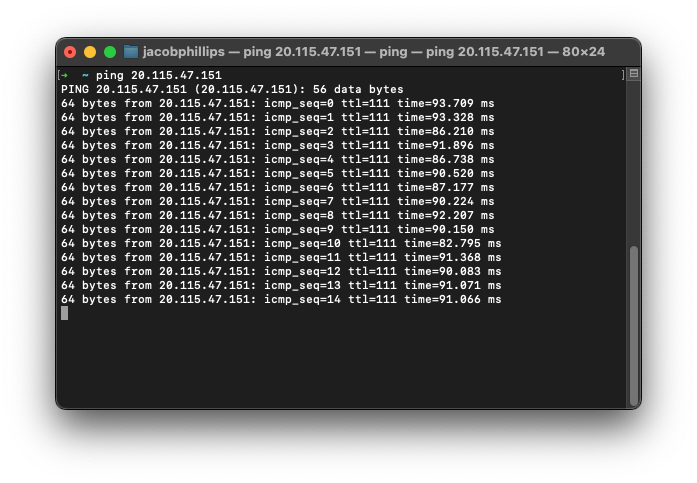 jacobphillips — ping 20.115.47.151 — ping — ping 20.115.47.151 — 80×24
[➜ ~ ping 20.115.47.151 ]
PING 20.115.47.151 (20.115.47.151): 56 data bytes
64 bytes from 20.115.47.151: icmp_seq=0 ttl=111 time=93.709 ms
64 bytes from 20.115.47.151: icmp_seq=1 ttl=111 time=93.328 ms
64 bytes from 20.115.47.151: icmp_seq=2 ttl=111 time=86.210 ms
64 bytes from 20.115.47.151: icmp_seq=3 ttl=111 time=91.896 ms
64 bytes from 20.115.47.151: icmp_seq=4 ttl=111 time=86.738 ms
64 bytes from 20.115.47.151: icmp_seq=5 ttl=111 time=90.520 ms
64 bytes from 20.115.47.151: icmp_seq=6 ttl=111 time=87.177 ms
64 bytes from 20.115.47.151: icmp_seq=7 ttl=111 time=90.224 ms
64 bytes from 20.115.47.151: icmp_seq=8 ttl=111 time=92.207 ms
64 bytes from 20.115.47.151: icmp_seq=9 ttl=111 time=90.150 ms
64 bytes from 20.115.47.151: icmp_seq=10 ttl=111 time=82.795 ms
64 bytes from 20.115.47.151: icmp_seq=11 ttl=111 time=91.368 ms
64 bytes from 20.115.47.151: icmp_seq=12 ttl=111 time=90.083 ms
64 bytes from 20.115.47.151: icmp_seq=13 ttl=111 time=91.071 ms
64 bytes from 20.115.47.151: icmp_seq=14 ttl=111 time=91.066 ms